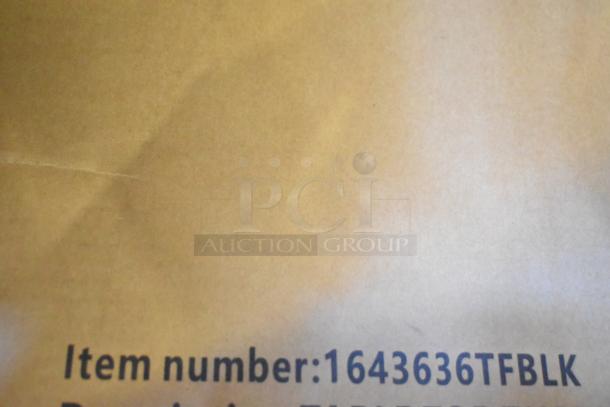 PCi
AUCTION GROUP
Item number:1643636TFBLK